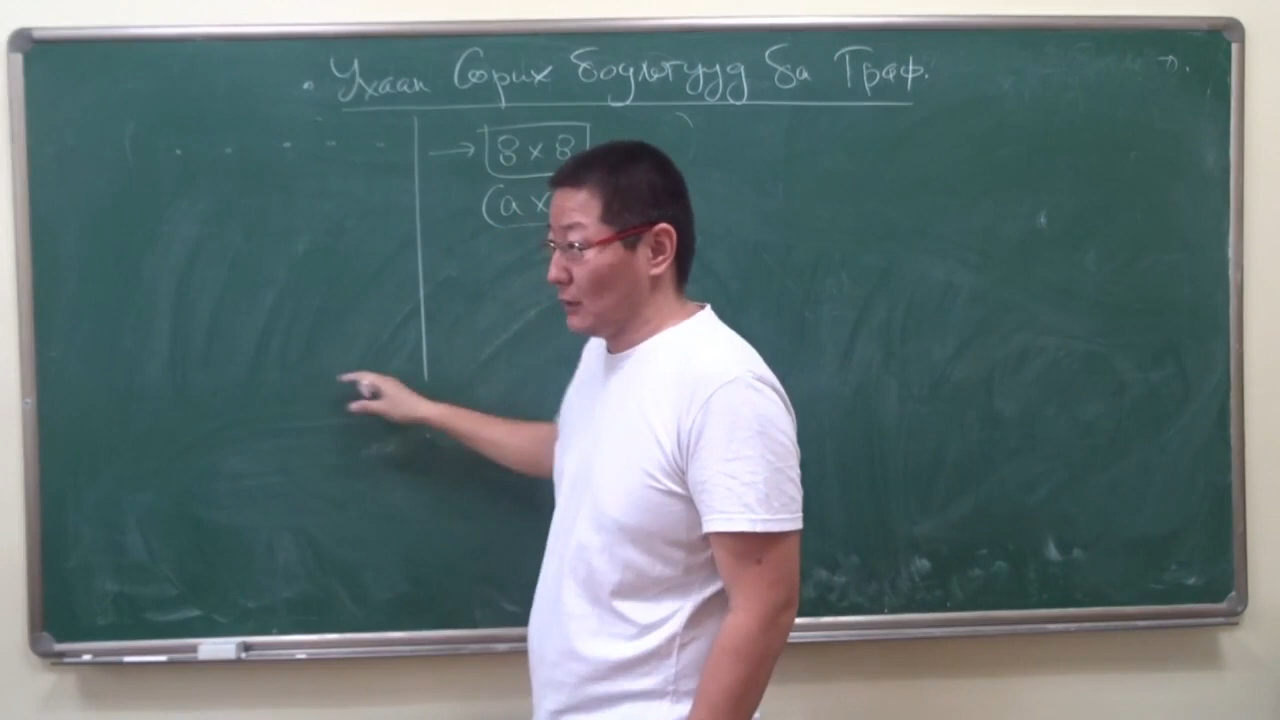 Ухаан Сорих бодлогууд ба Граф.
→ 8 x 8
(a x